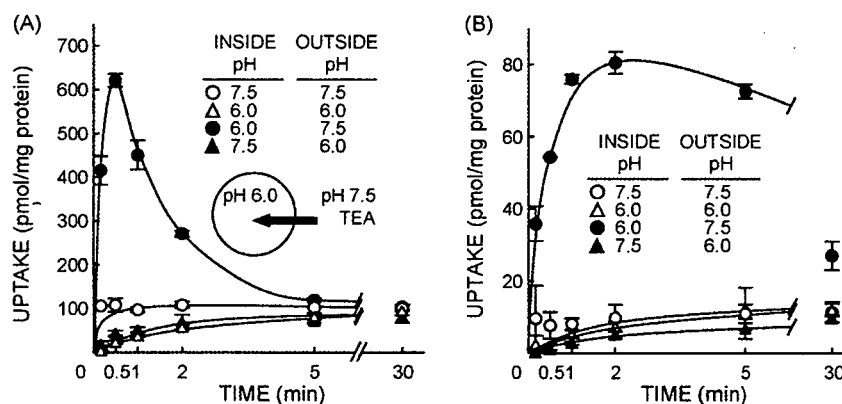 (A)
UPTAKE (pmol/mg protein)
700
600
500
400
300
200
100
0
0.5
1
2
5
30
TIME (min)
INSIDE OUTSIDE
pH pH
7.5 7.5
6.0 6.0
6.0 7.5
7.5 6.0
pH 6.0
pH 7.5
TEA
(B)
UPTAKE (pmol/mg protein)
80
60
40
20
0
0.5
1
2
5
30
TIME (min)
INSIDE OUTSIDE
pH pH
7.5 7.5
6.0 6.0
6.0 7.5
7.5 6.0